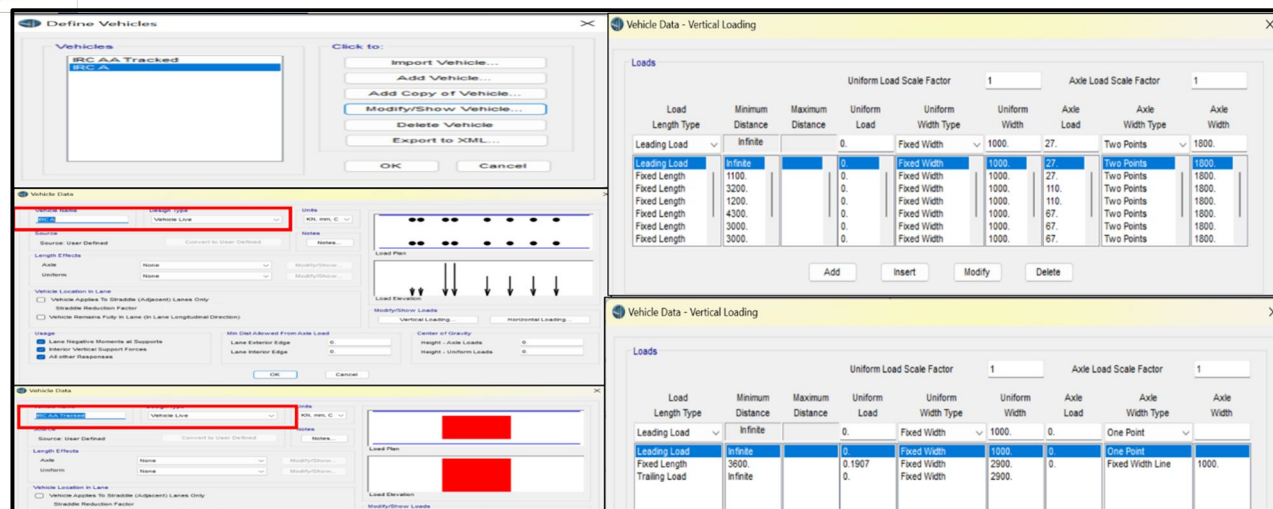 Define Vehicles
Vehicles
IRC AA Tracked
IRC A
Click to:
Import Vehicle...
Add Vehicle...
Add Copy of Vehicle...
Modify/Show Vehicle...
Delete Vehicle
Export to XML...
OK Cancel
Vehicle Data
Vehicle Name Design Type Units
IRC A Vehicle Live KN, mm, C
Source Notes
Source: User Defined Convert to User Defined Notes...
Length Effects
Axle None Modify/Show...
Uniform None Modify/Show...
Load Plan
Load Elevation
Vehicle Location in Lane
Vehicle Applies To Straddle (Adjacent) Lanes Only
Straddle Reduction Factor
Vehicle Remains Fully in Lane (In Lane Longitudinal Direction)
Modify/Show Loads
Vertical Loading... Horizontal Loading...
Usage
Lane Negative Moments at Supports
Interior Vertical Support Forces
All other Responses
Min Dist Allowed From Axle Load
Lane Exterior Edge 0.
Lane Interior Edge 0.
Center of Gravity
Height - Axle Loads 0.
Height - Uniform Loads 0.
OK Cancel
Vehicle Data
Units
IRC AA Tracked Vehicle Live KN, mm, C
Source Notes
Source: User Defined Convert to User Defined Notes...
Length Effects
Axle None Modify/Show...
Uniform None Modify/Show...
Load Plan
Load Elevation
Vehicle Location in Lane
Vehicle Applies To Straddle (Adjacent) Lanes Only
Straddle Reduction Factor
Modify/Show Loads
Vehicle Data - Vertical Loading
Loads
Uniform Load Scale Factor 1 Axle Load Scale Factor 1
Load Minimum Maximum Uniform Uniform Uniform Axle Axle Axle
Length Type Distance Distance Load Width Type Width Load Width Type Width
Leading Load Infinite 0. Fixed Width 1000. 27. Two Points 1800.
Leading Load Infinite 0. Fixed Width 1000. 27. Two Points 1800.
Fixed Length 1100. 0. Fixed Width 1000. 27. Two Points 1800.
Fixed Length 3200. 0. Fixed Width 1000. 110. Two Points 1800.
Fixed Length 1200. 0. Fixed Width 1000. 110. Two Points 1800.
Fixed Length 4300. 0. Fixed Width 1000. 67. Two Points 1800.
Fixed Length 3000. 0. Fixed Width 1000. 67. Two Points 1800.
Fixed Length 3000. 0. Fixed Width 1000. 67. Two Points 1800.
Add Insert Modify Delete
Vehicle Data - Vertical Loading
Loads
Uniform Load Scale Factor 1 Axle Load Scale Factor 1
Load Minimum Maximum Uniform Uniform Uniform Axle Axle Axle
Length Type Distance Distance Load Width Type Width Load Width Type Width
Leading Load Infinite 0. Fixed Width 1000. 0. One Point
Leading Load Infinite 0. Fixed Width 1000. 0. One Point
Fixed Length 3600. 0.1907 Fixed Width 2900. 0. Fixed Width Line 1000.
Trailing Load Infinite 0. Fixed Width 2900.